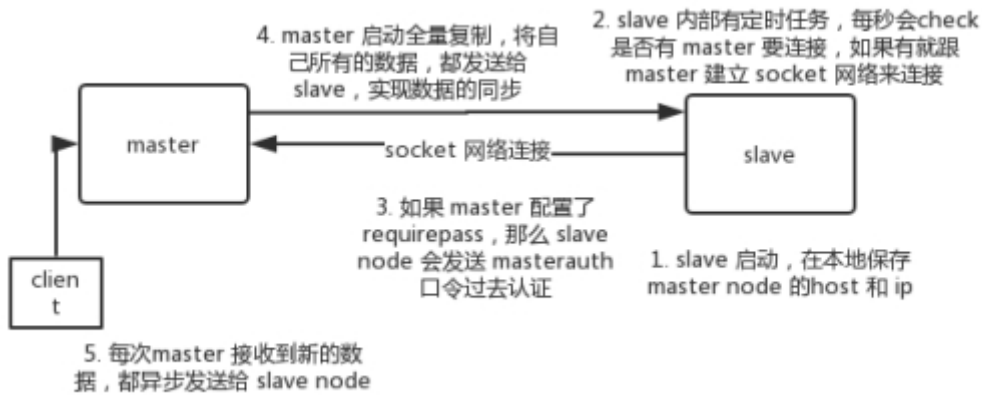 4. master 启动全量复制，将自
己所有的数据，都发送给
slave，实现数据的同步
2. slave 内部有定时任务，每秒会check
是否有 master 要连接，如果有就跟
master 建立 socket 网络来连接
master
socket 网络连接
slave
3. 如果 master 配置了
requirepass，那么 slave
node 会发送 masterauth
口令过去认证
1. slave 启动，在本地保存
master node 的host 和 ip
clien
t
5. 每次master 接收到新的数
据，都异步发送给 slave node